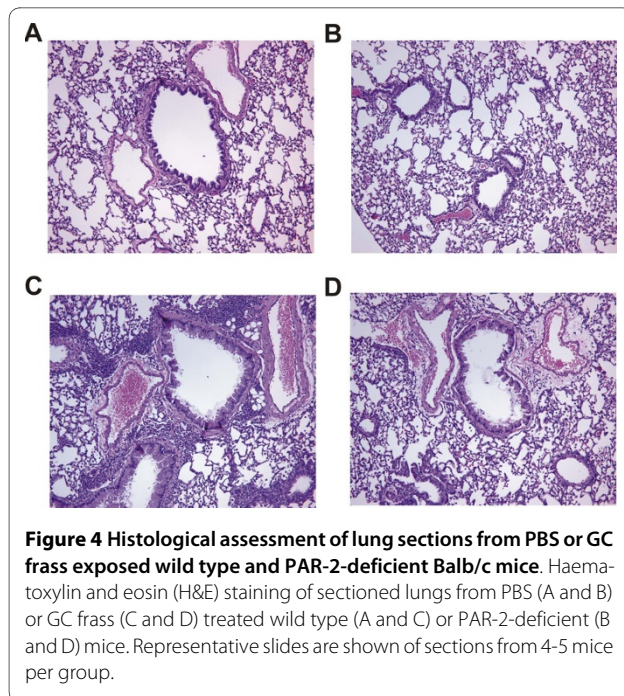 A
B
C
D
Figure 4 Histological assessment of lung sections from PBS or GC
frass exposed wild type and PAR-2-deficient Balb/c mice. Haema-
toxylin and eosin (H&E) staining of sectioned lungs from PBS (A and B)
or GC frass (C and D) treated wild type (A and C) or PAR-2-deficient (B
and D) mice. Representative slides are shown of sections from 4-5 mice
per group.